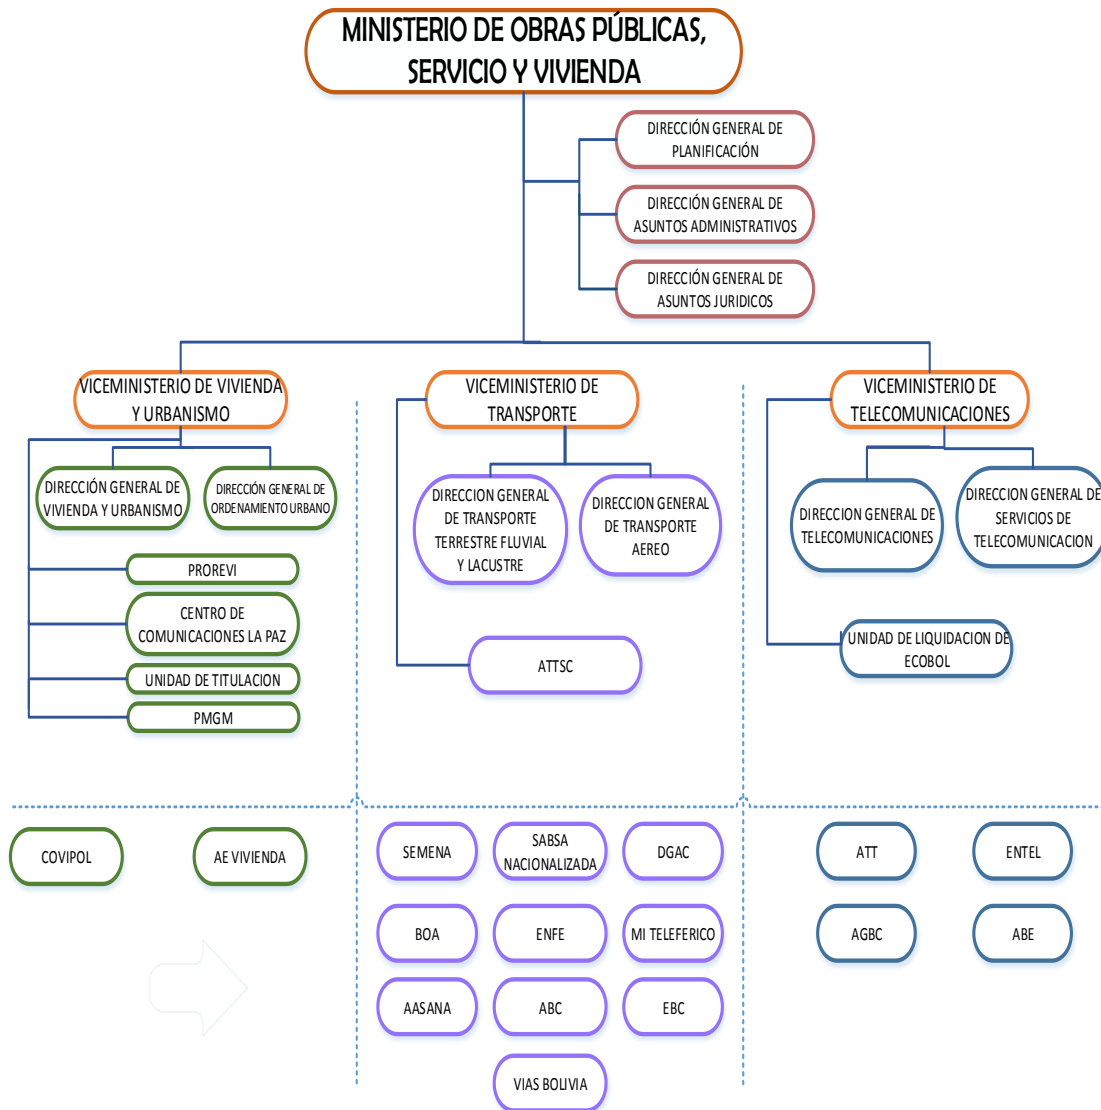 MINISTERIO DE OBRAS PÚBLICAS,
SERVICIO Y VIVIENDA
DIRECCIÓN GENERAL DE
PLANIFICACIÓN
DIRECCIÓN GENERAL DE
ASUNTOS ADMINISTRATIVOS
DIRECCIÓN GENERAL DE
ASUNTOS JURIDICOS
VICEMINISTERIO DE VIVIENDA
Y URBANISMO
DIRECCIÓN GENERAL DE
VIVIENDA Y URBANISMO
DIRECCIÓN GENERAL DE
ORDENAMIENTO URBANO
PROREVI
CENTRO DE
COMUNICACIONES LA PAZ
UNIDAD DE TITULACION
PMGM
VICEMINISTERIO DE
TRANSPORTE
DIRECCION GENERAL
DE TRANSPORTE
TERRESTRE FLUVIAL
Y LACUSTRE
DIRECCION GENERAL
DE TRANSPORTE
AEREO
ATTSC
VICEMINISTERIO DE
TELECOMUNICACIONES
DIRECCION GENERAL DE
TELECOMUNICACIONES
DIRECCION GENERAL DE
SERVICIOS DE
TELECOMUNICACION
UNIDAD DE LIQUIDACION DE
ECOBOL
COVIPOL
AE VIVIENDA
SEMENA
SABSA
NACIONALIZADA
DGAC
BOA
ENFE
MI TELEFERICO
AASANA
ABC
EBC
VIAS BOLIVIA
ATT
ENTEL
AGBC
ABE